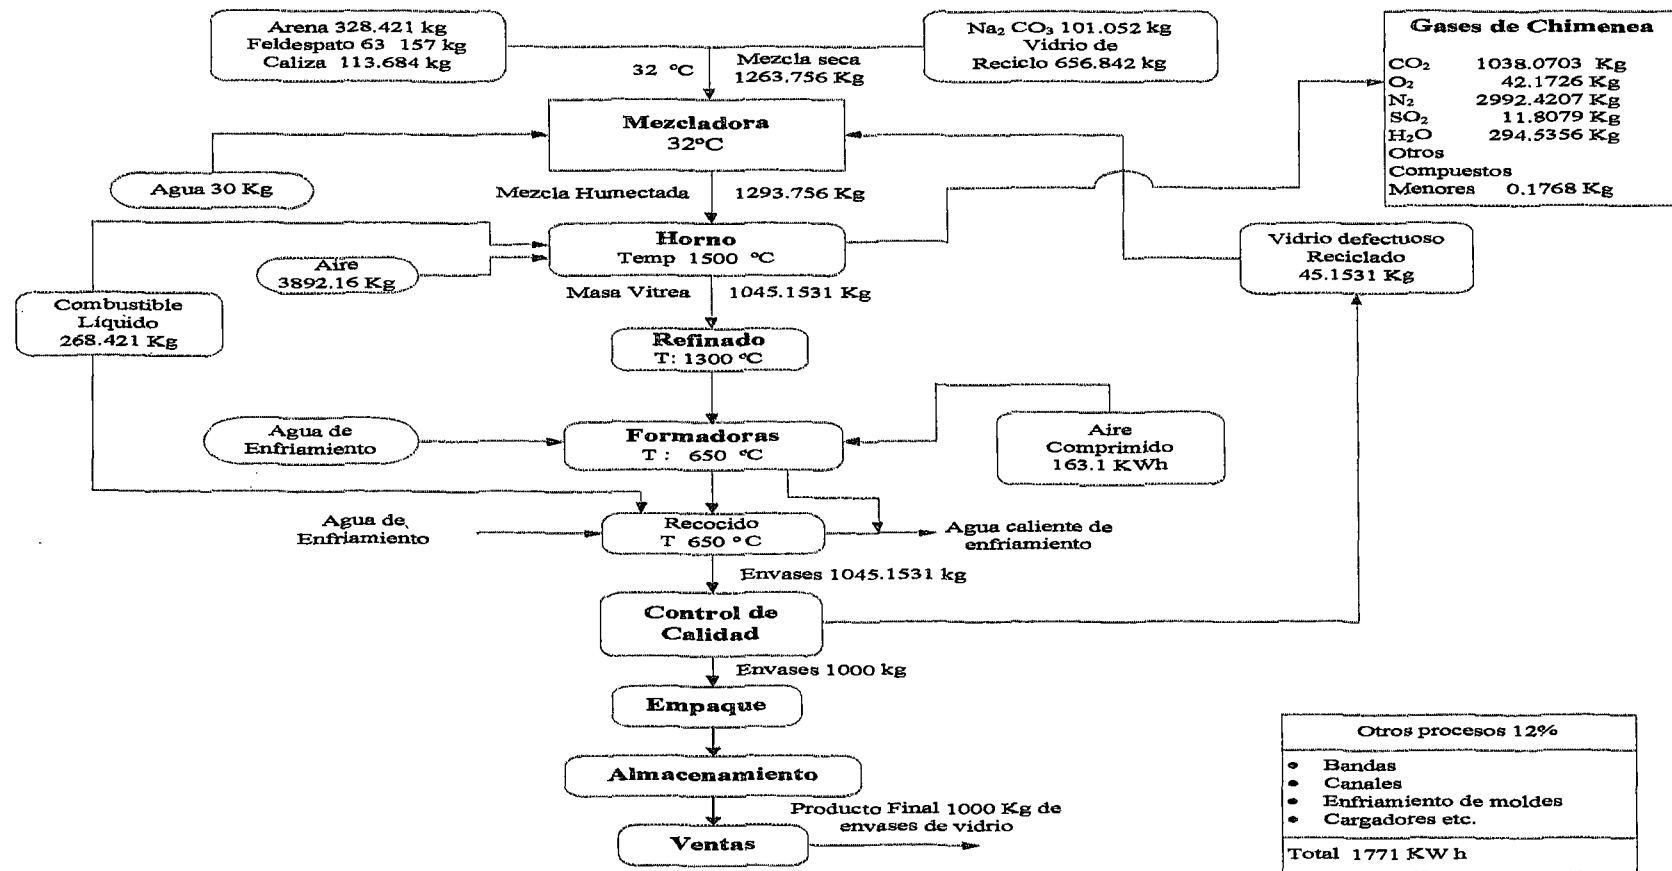 Arena 328.421 kg
Feldespato 63 157 kg
Caliza 113.684 kg
Na₂ CO₃ 101.052 kg
Vidrio de
Reciclo 656.842 kg
32 °C
Mezcla seca
1263.756 Kg
Gases de Chimenea
CO₂ 1038.0703 Kg
O₂ 42.1726 Kg
N₂ 2992.4207 Kg
SO₂ 11.8079 Kg
H₂O 294.5356 Kg
Otros
Compuestos
Menores 0.1768 Kg
Mezcladora
32°C
Agua 30 Kg
Mezcla Humectada 1293.756 Kg
Horno
Temp 1500 °C
Aire
3892.16 Kg
Vidrio defectuoso
Reciclado
45.1531 Kg
Masa Vitrea 1045.1531 Kg
Combustible
Líquido
268.421 Kg
Refinado
T: 1300 °C
Agua de
Enfriamiento
Formadoras
T : 650 °C
Aire
Comprimido
163.1 KWh
Agua de
Enfriamiento
Recocido
T 650 °C
Agua caliente de
enfriamiento
Envases 1045.1531 kg
Control de
Calidad
Envases 1000 kg
Empaque
Almacenamiento
Producto Final 1000 Kg de
envases de vidrio
Ventas
Otros procesos 12%
• Bandas
• Canales
• Enfriamiento de moldes
• Cargadores etc.
Total 1771 KW h